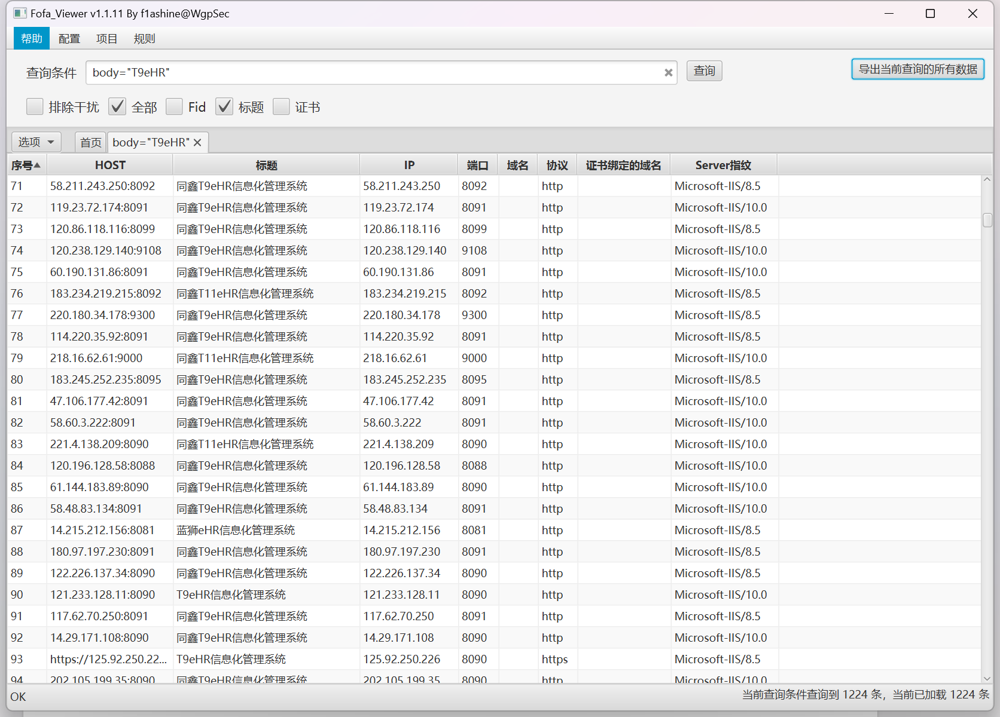 Fofa_Viewer v1.1.11 By f1ashine@WgpSec
帮助 配置 项目 规则
查询条件 body="T9eHR" 查询 导出当前查询的所有数据
排除干扰 全部 Fid 标题 证书
选项 首页 body="T9eHR"
序号 HOST 标题 IP 端口 域名 协议 证书绑定的域名 Server指纹
71 58.211.243.250:8092 同鑫T9eHR信息化管理系统 58.211.243.250 8092 http Microsoft-IIS/8.5
72 119.23.72.174:8091 同鑫T9eHR信息化管理系统 119.23.72.174 8091 http Microsoft-IIS/10.0
73 120.86.118.116:8099 同鑫T9eHR信息化管理系统 120.86.118.116 8099 http Microsoft-IIS/8.5
74 120.238.129.140:9108 同鑫T9eHR信息化管理系统 120.238.129.140 9108 http Microsoft-IIS/10.0
75 60.190.131.86:8091 同鑫T9eHR信息化管理系统 60.190.131.86 8091 http Microsoft-IIS/10.0
76 183.234.219.215:8092 同鑫T11eHR信息化管理系统 183.234.219.215 8092 http Microsoft-IIS/8.5
77 220.180.34.178:9300 同鑫T9eHR信息化管理系统 220.180.34.178 9300 http Microsoft-IIS/8.5
78 114.220.35.92:8091 同鑫T9eHR信息化管理系统 114.220.35.92 8091 http Microsoft-IIS/8.5
79 218.16.62.61:9000 同鑫T11eHR信息化管理系统 218.16.62.61 9000 http Microsoft-IIS/10.0
80 183.245.252.235:8095 同鑫T9eHR信息化管理系统 183.245.252.235 8095 http Microsoft-IIS/8.5
81 47.106.177.42:8091 同鑫T9eHR信息化管理系统 47.106.177.42 8091 http Microsoft-IIS/10.0
82 58.60.3.222:8091 同鑫T9eHR信息化管理系统 58.60.3.222 8091 http Microsoft-IIS/10.0
83 221.4.138.209:8090 同鑫T11eHR信息化管理系统 221.4.138.209 8090 http Microsoft-IIS/10.0
84 120.196.128.58:8088 同鑫T9eHR信息化管理系统 120.196.128.58 8088 http Microsoft-IIS/10.0
85 61.144.183.89:8090 同鑫T9eHR信息化管理系统 61.144.183.89 8090 http Microsoft-IIS/10.0
86 58.48.83.134:8091 同鑫T9eHR信息化管理系统 58.48.83.134 8091 http Microsoft-IIS/10.0
87 14.215.212.156:8081 蓝狮eHR信息化管理系统 14.215.212.156 8081 http Microsoft-IIS/8.5
88 180.97.197.230:8091 同鑫T9eHR信息化管理系统 180.97.197.230 8091 http Microsoft-IIS/8.5
89 122.226.137.34:8090 同鑫T9eHR信息化管理系统 122.226.137.34 8090 http Microsoft-IIS/8.5
90 121.233.128.11:8090 T9eHR信息化管理系统 121.233.128.11 8090 http Microsoft-IIS/10.0
91 117.62.70.250:8091 同鑫T9eHR信息化管理系统 117.62.70.250 8091 http Microsoft-IIS/8.5
92 14.29.171.108:8090 同鑫T9eHR信息化管理系统 14.29.171.108 8090 http Microsoft-IIS/10.0
93 https://125.92.250.22... T9eHR信息化管理系统 125.92.250.226 8090 https Microsoft-IIS/8.5
94 202.105.199.35:8090 同鑫T9eHR信息化管理系统 202.105.199.35 8090 http Microsoft-IIS/10.0
OK 当前查询条件查询到 1224 条，当前已加载 1224 条